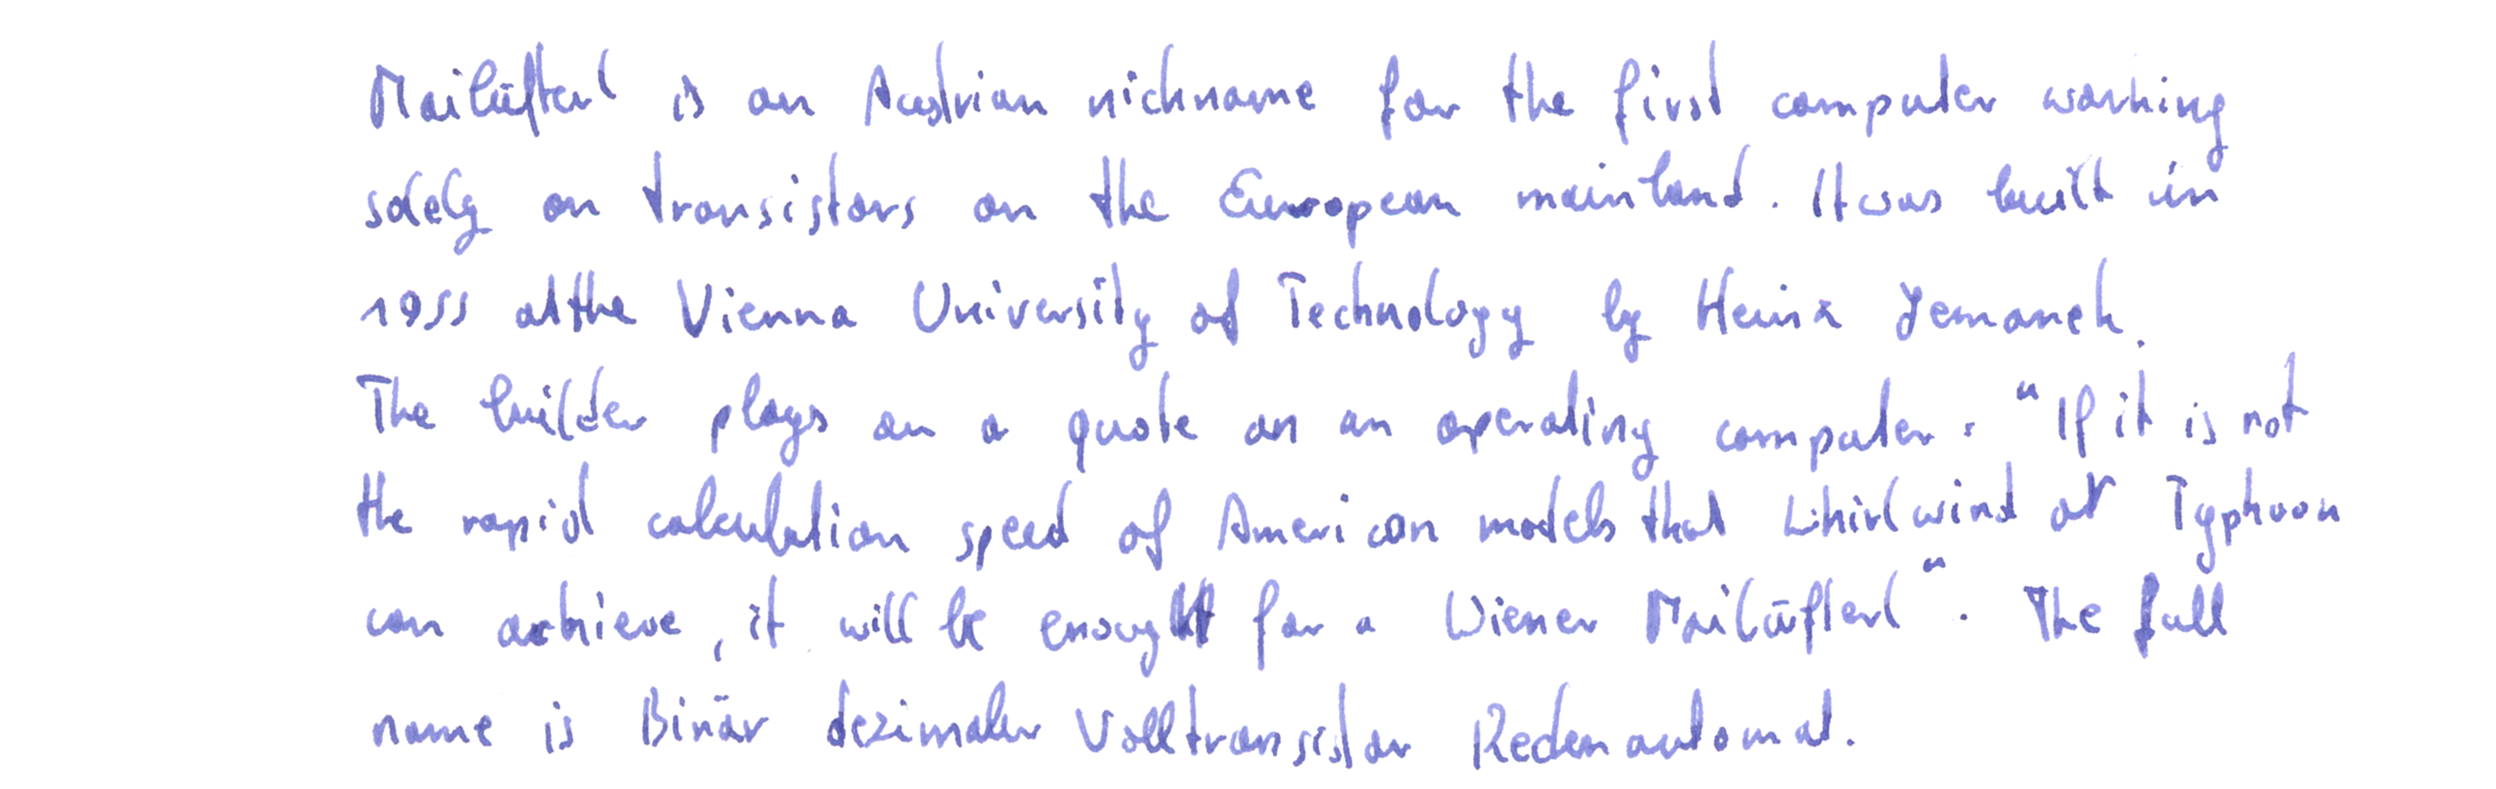 Mailüfterl is an Austrian nickname for the first computer working
solely on transistors on the European mainland. It was built in
1955 at the Vienna University of Technology by Heinz Zemanek.
The builder plays on a quote on an operating computer: "If it is not
the rapid calculation speed of American models that Whirlwind or Typhoon
can achieve, it will be enough for a Wiener Mailüfterl". The full
name is Binär dezimaler Volltransistor Rechenautomat.